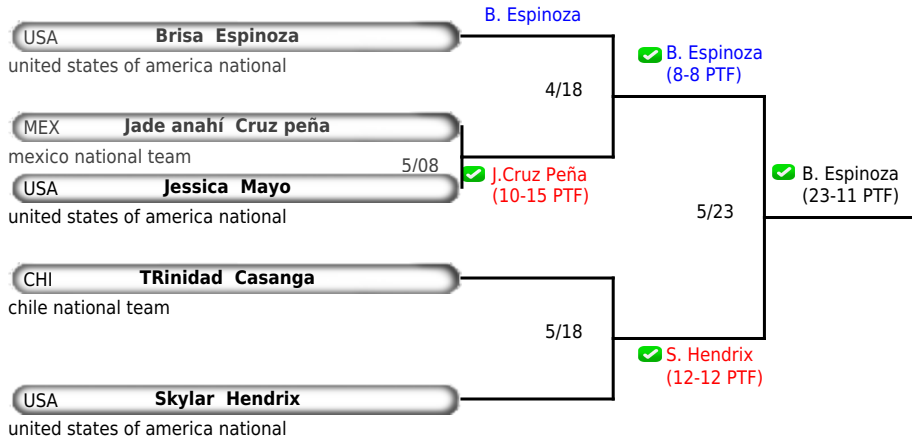 B. Espinoza
USA Brisa Espinoza
united states of america national
B. Espinoza
(8-8 PTF)
4/18
MEX Jade anahí Cruz peña
mexico national team
5/08
J.Cruz Peña
(10-15 PTF)
USA Jessica Mayo
united states of america national
B. Espinoza
(23-11 PTF)
5/23
CHI TRinidad Casanga
chile national team
5/18
S. Hendrix
(12-12 PTF)
USA Skylar Hendrix
united states of america national